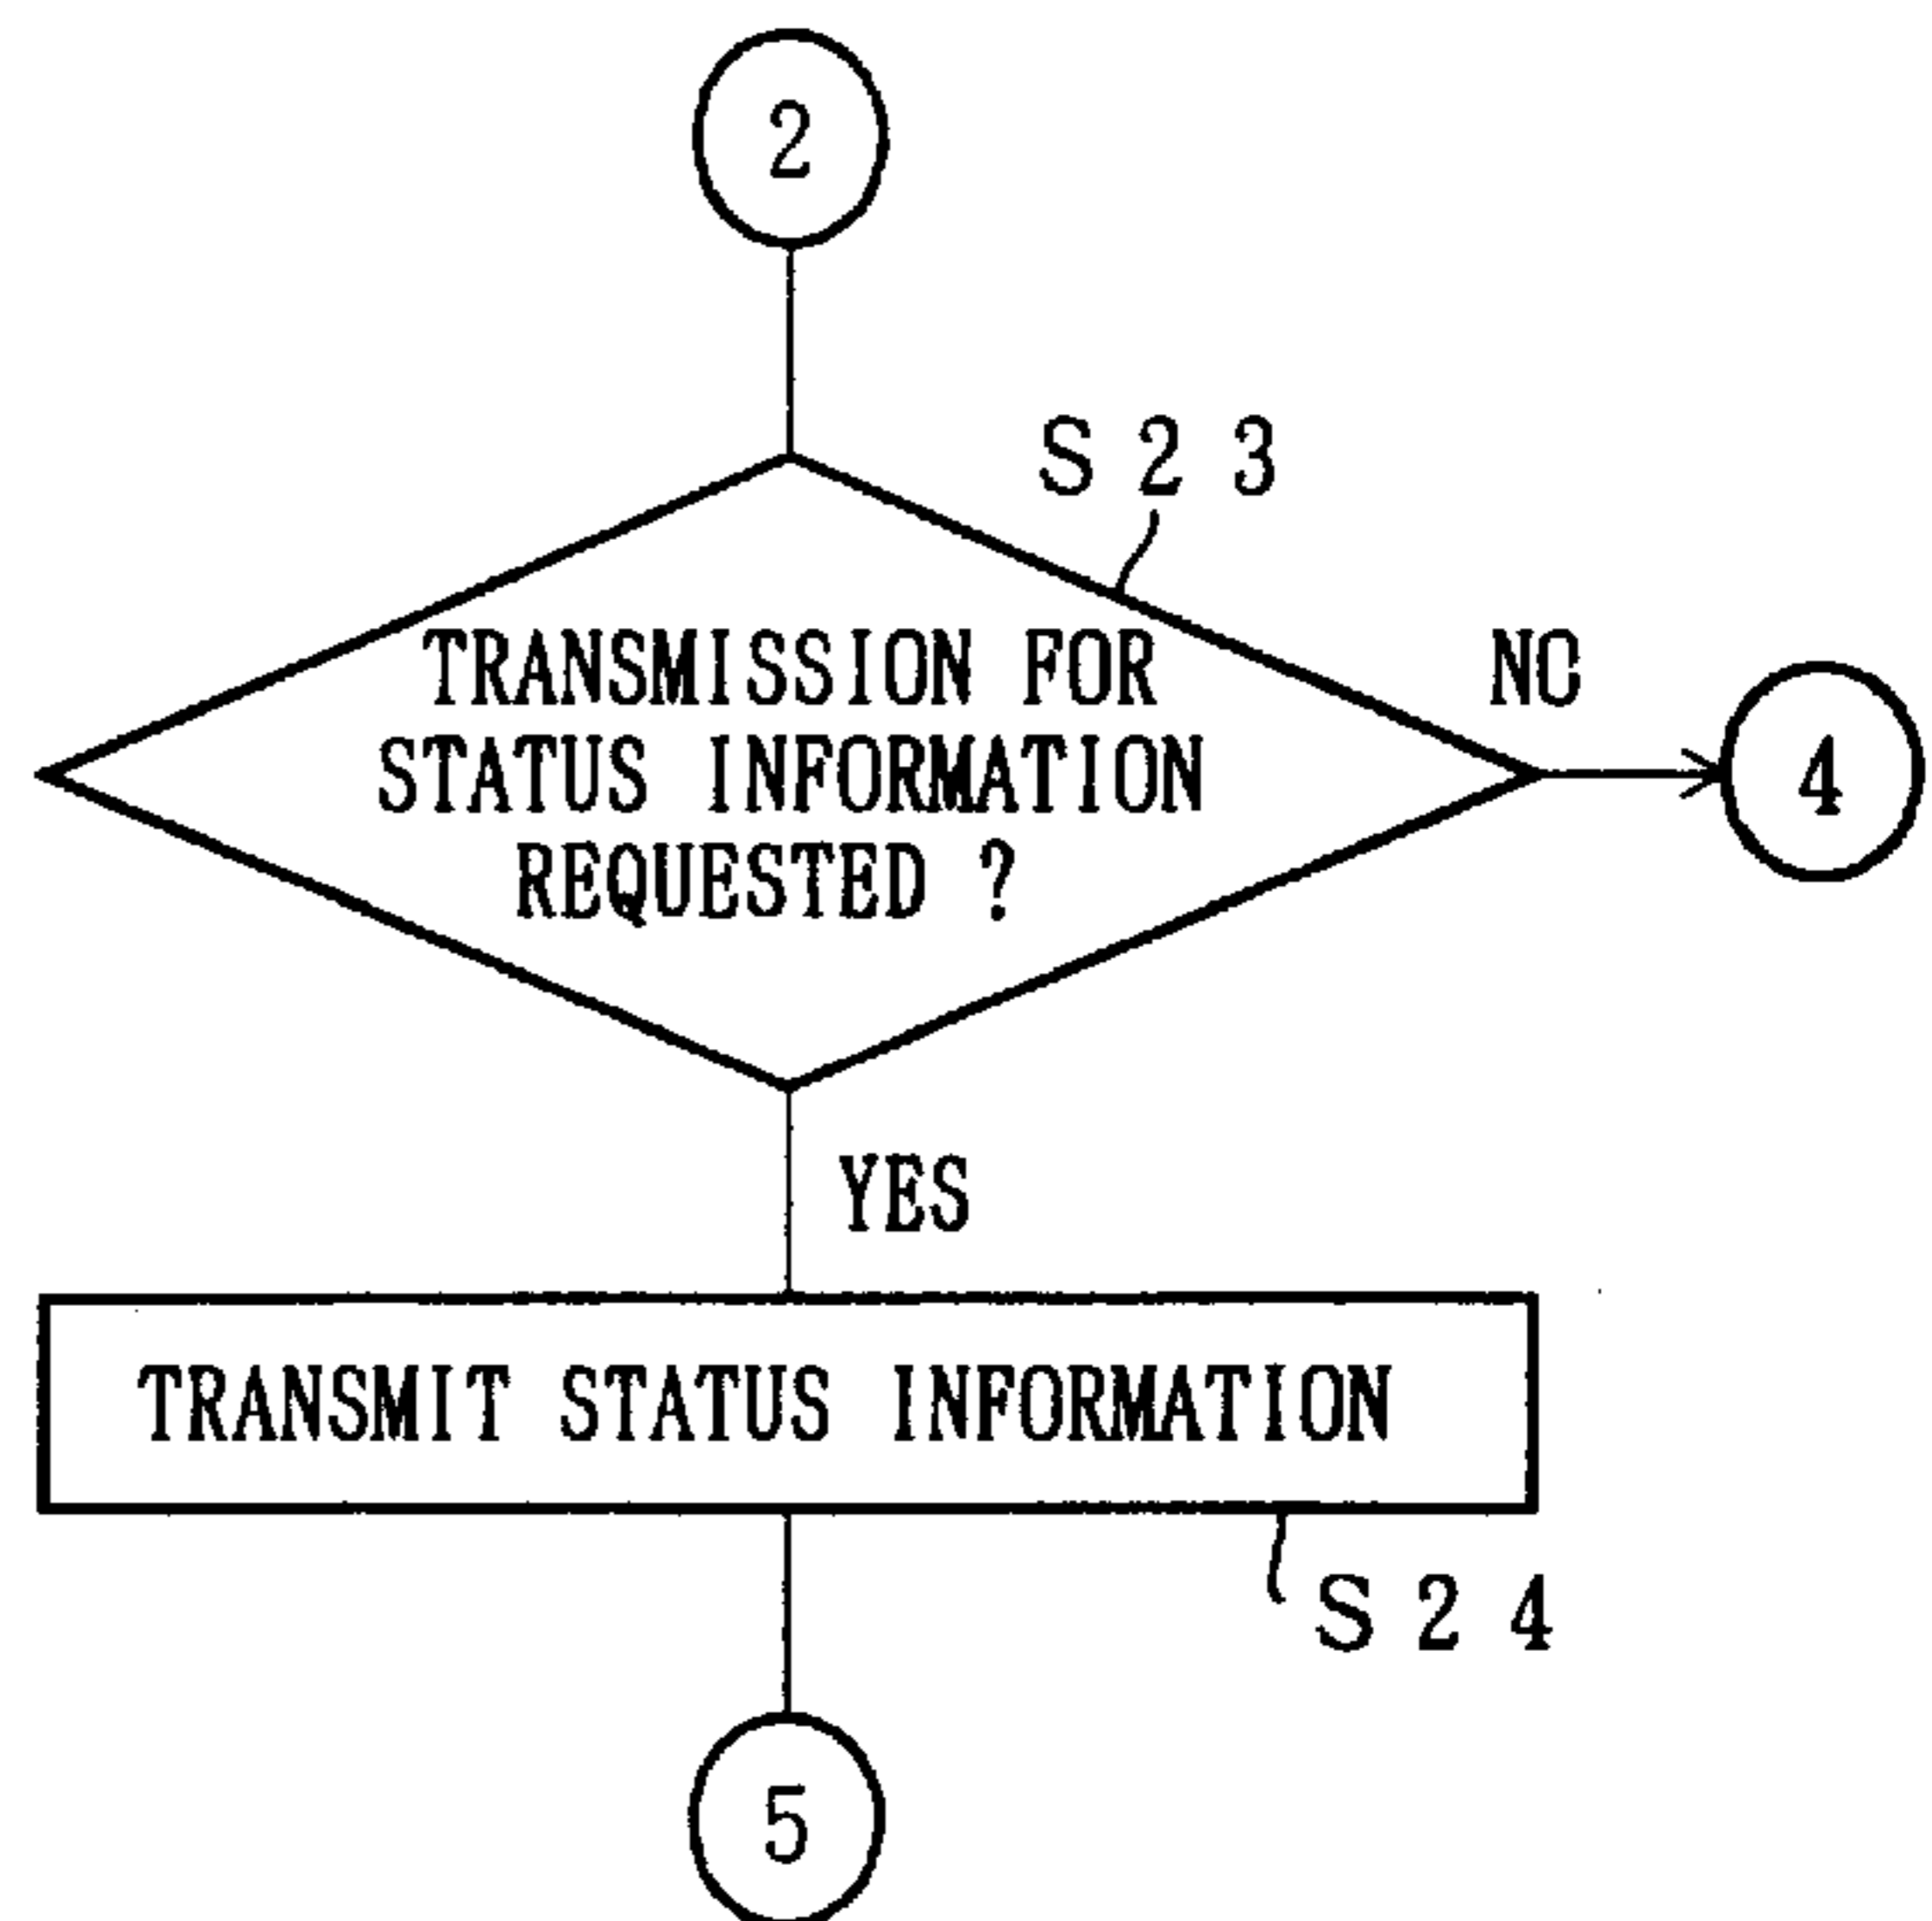 2
S23
TRANSMISSION FOR
STATUS INFORMATION
REQUESTED ?
NO
4
YES
TRANSMIT STATUS INFORMATION
S24
5